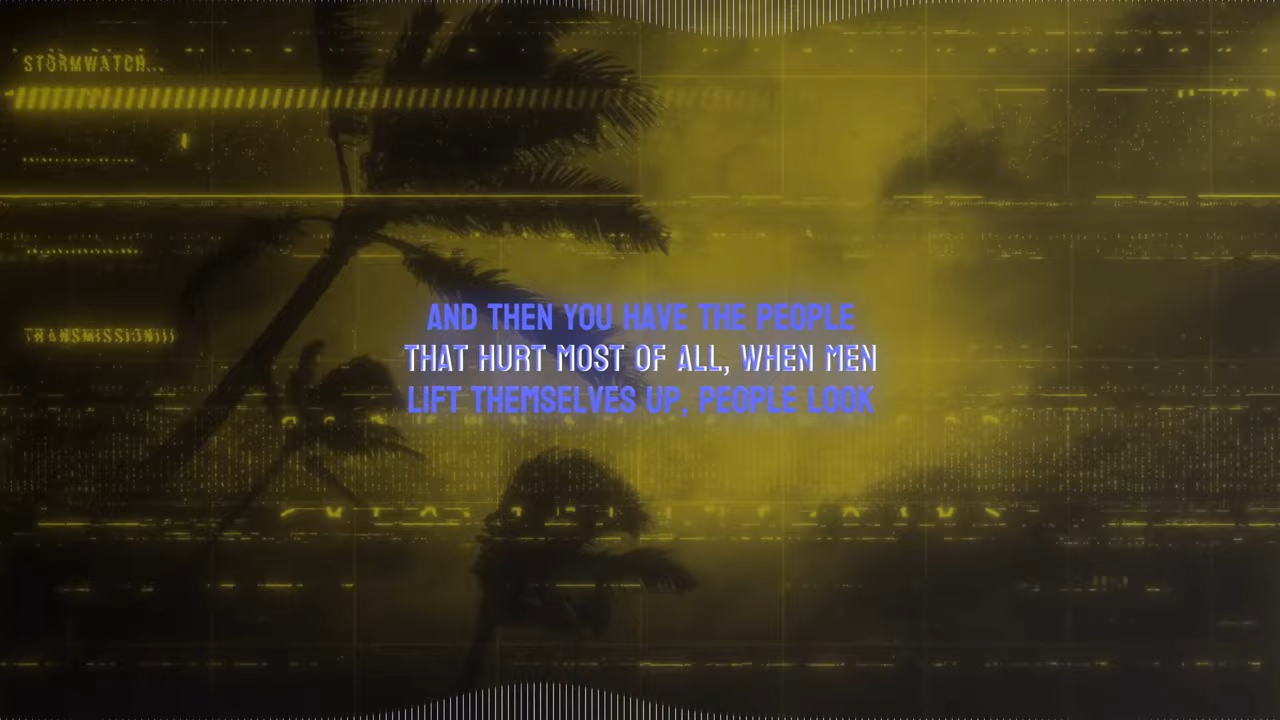 STORMWATCH...
TRANSMISSION)))
AND THEN YOU HAVE THE PEOPLE
THAT HURT MOST OF ALL, WHEN MEN
LIFT THEMSELVES UP, PEOPLE LOOK